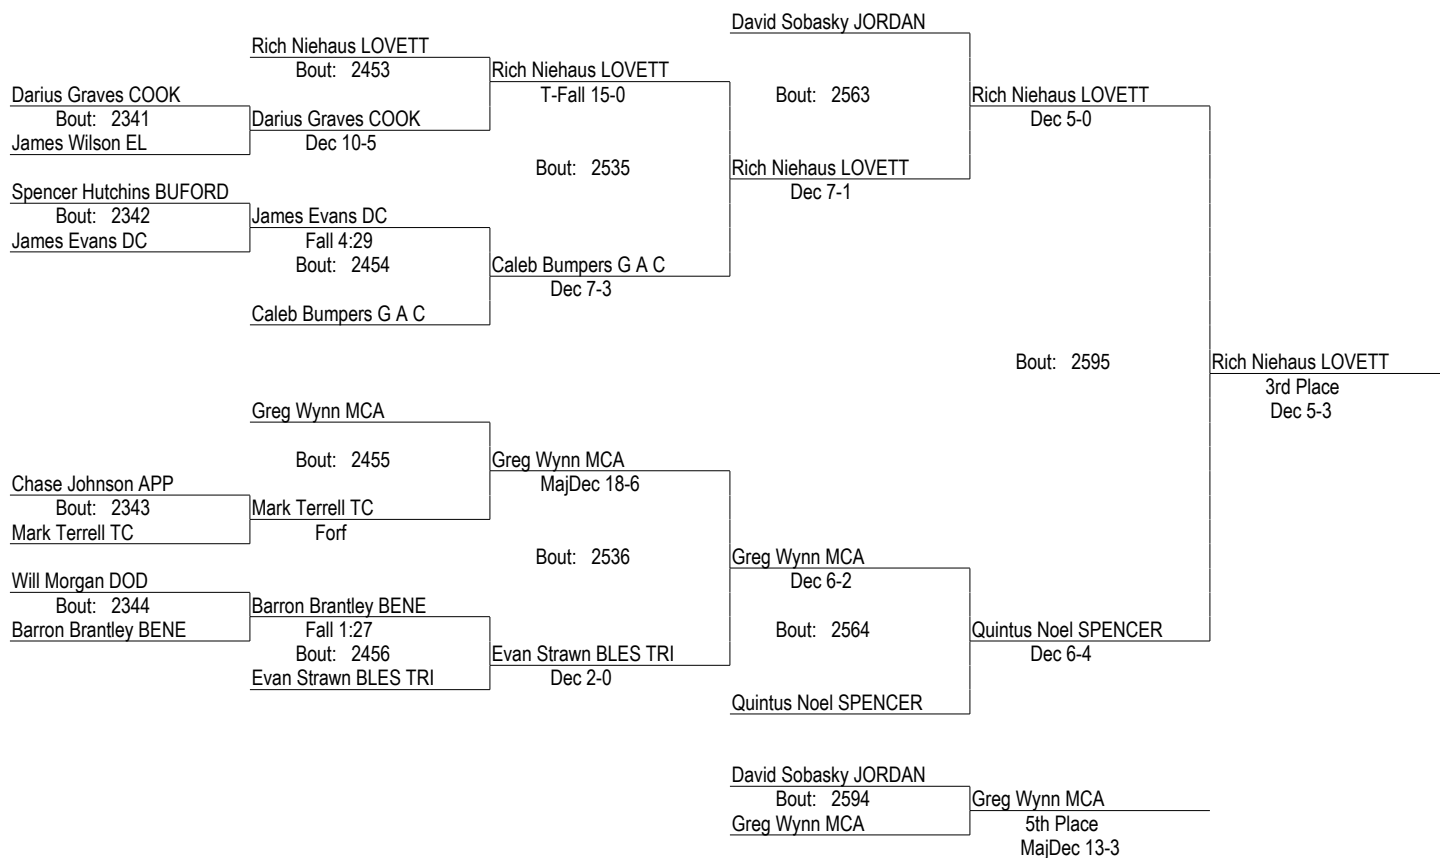 David Sobasky JORDAN
Rich Niehaus LOVETT
Bout: 2453
Rich Niehaus LOVETT
T-Fall 15-0
Darius Graves COOK
Bout: 2341
James Wilson EL
Darius Graves COOK
Dec 10-5
Bout: 2563
Rich Niehaus LOVETT
Dec 5-0
Bout: 2535
Rich Niehaus LOVETT
Dec 7-1
Spencer Hutchins BUFORD
Bout: 2342
James Evans DC
James Evans DC
Fall 4:29
Bout: 2454
Caleb Bumpers G A C
Dec 7-3
Caleb Bumpers G A C
Bout: 2595
Rich Niehaus LOVETT
3rd Place
Dec 5-3
Greg Wynn MCA
Bout: 2455
Greg Wynn MCA
MajDec 18-6
Chase Johnson APP
Bout: 2343
Mark Terrell TC
Mark Terrell TC
Forf
Bout: 2536
Greg Wynn MCA
Dec 6-2
Will Morgan DOD
Bout: 2344
Barron Brantley BENE
Barron Brantley BENE
Fall 1:27
Bout: 2456
Evan Strawn BLES TRI
Evan Strawn BLES TRI
Dec 2-0
Bout: 2564
Quintus Noel SPENCER
Dec 6-4
Quintus Noel SPENCER
David Sobasky JORDAN
Bout: 2594
Greg Wynn MCA
Greg Wynn MCA
5th Place
MajDec 13-3